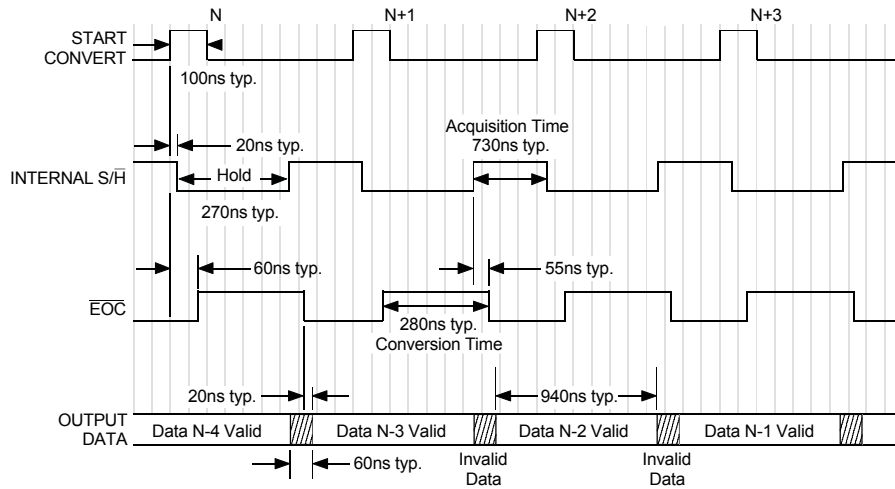 N N+1 N+2 N+3
START
CONVERT
100ns typ.
20ns typ.
Acquisition Time
730ns typ.
INTERNAL S/H̅
Hold
270ns typ.
60ns typ.
55ns typ.
E̅O̅C̅
280ns typ.
Conversion Time
20ns typ.
940ns typ.
OUTPUT
DATA
Data N-4 Valid Data N-3 Valid Data N-2 Valid Data N-1 Valid
60ns typ.
Invalid
Data
Invalid
Data